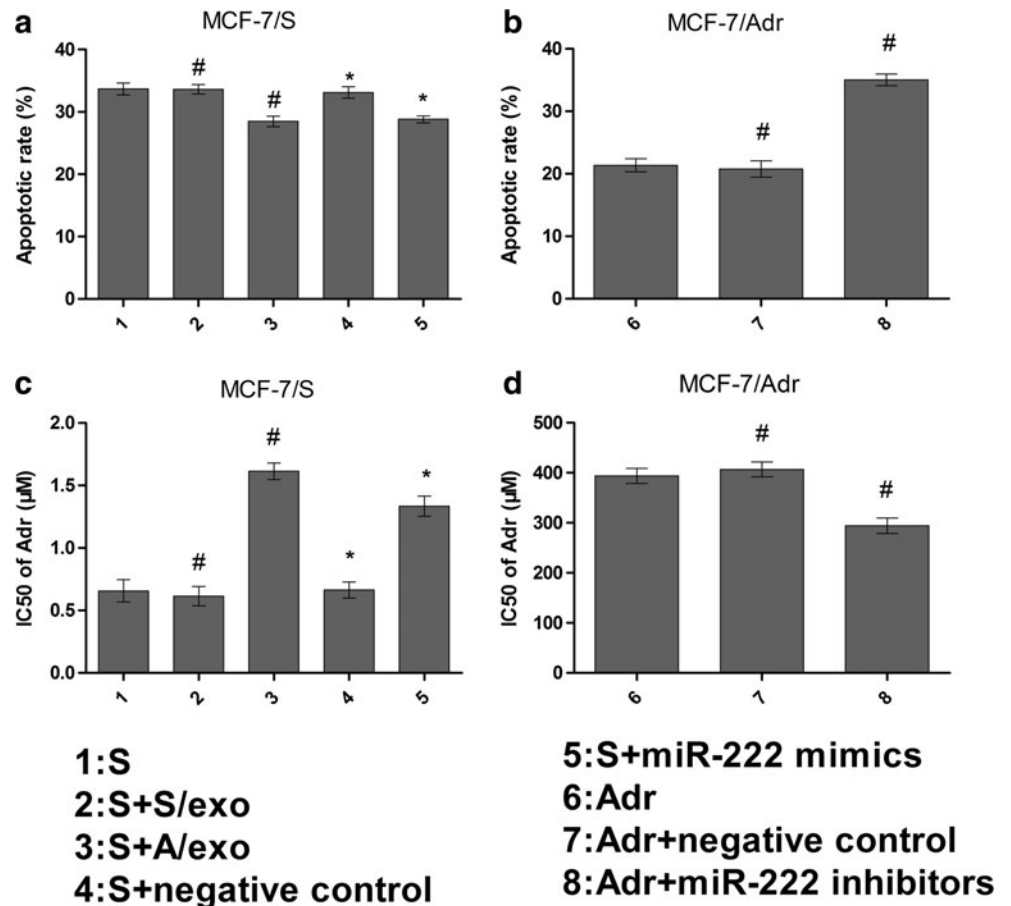 a
MCF-7/S
Apoptotic rate (%)
40
30
20
10
0
#
#
*
*
1
2
3
4
5
b
MCF-7/Adr
Apoptotic rate (%)
40
30
20
10
0
#
#
6
7
8
c
MCF-7/S
IC50 of Adr (µM)
2.0
1.5
1.0
0.5
0.0
#
#
*
*
1
2
3
4
5
d
MCF-7/Adr
IC50 of Adr (µM)
500
400
300
200
100
0
#
#
6
7
8
1:S
2:S+S/exo
3:S+A/exo
4:S+negative control
5:S+miR-222 mimics
6:Adr
7:Adr+negative control
8:Adr+miR-222 inhibitors